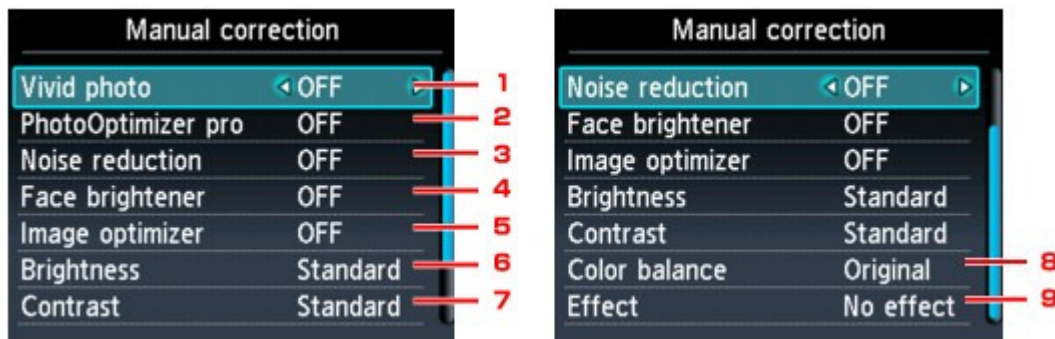 Manual correction
Vivid photo OFF 1
PhotoOptimizer pro OFF 2
Noise reduction OFF 3
Face brightener OFF 4
Image optimizer OFF 5
Brightness Standard 6
Contrast Standard 7
Manual correction
Noise reduction OFF
Face brightener OFF
Image optimizer OFF
Brightness Standard
Contrast Standard
Color balance Original 8
Effect No effect 9